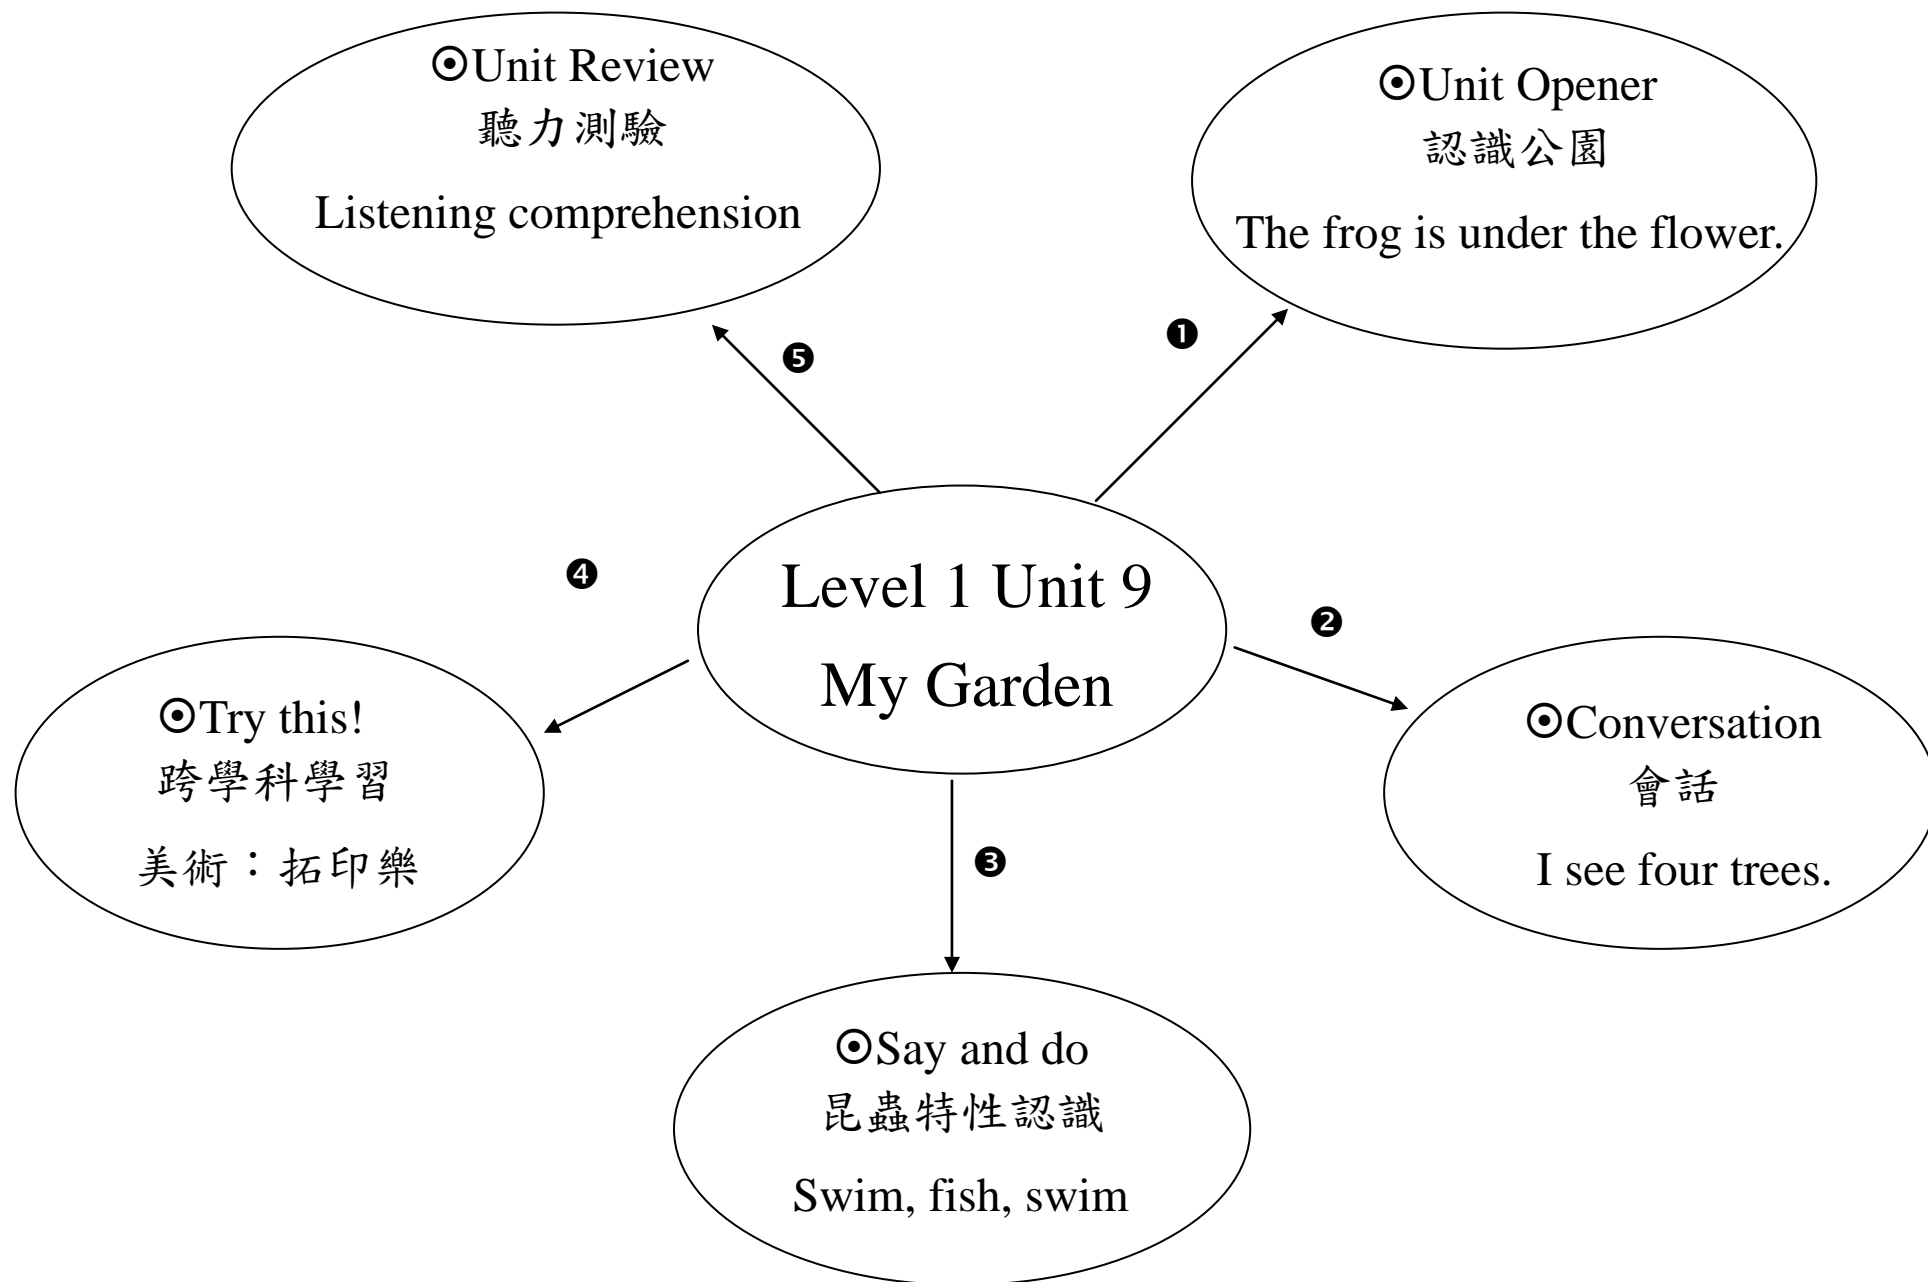 ⊙Unit Review
聽力測驗
Listening comprehension
⊙Unit Opener
認識公園
The frog is under the flower.
❶
❺
Level 1 Unit 9
My Garden
❹
❷
⊙Try this!
跨學科學習
美術：拓印樂
⊙Conversation
會話
I see four trees.
❸
⊙Say and do
昆蟲特性認識
Swim, fish, swim